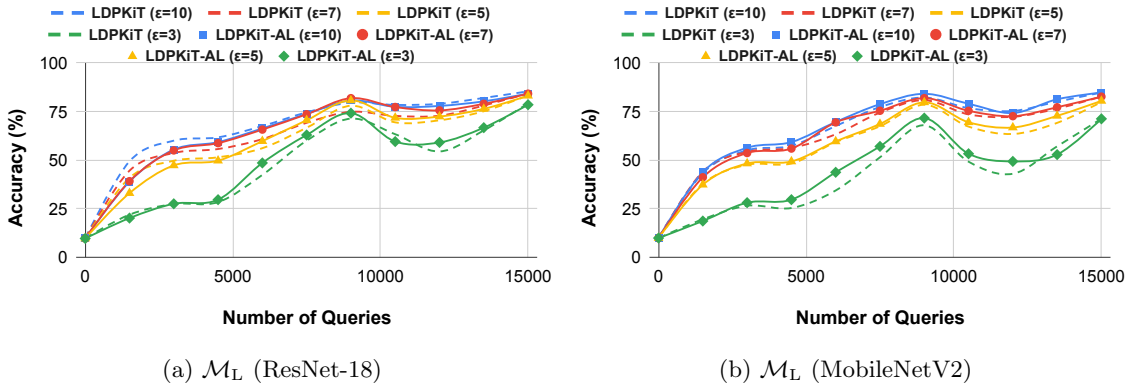 LDPKiT (ε=10) LDPKiT (ε=7) LDPKiT (ε=5)
LDPKiT (ε=3) LDPKiT-AL (ε=10) LDPKiT-AL (ε=7)
LDPKiT-AL (ε=5) LDPKiT-AL (ε=3)
100
75
50
25
0
Accuracy (%)
0 5000 10000 15000
Number of Queries
(a) M_L (ResNet-18)
LDPKiT (ε=10) LDPKiT (ε=7) LDPKiT (ε=5)
LDPKiT (ε=3) LDPKiT-AL (ε=10) LDPKiT-AL (ε=7)
LDPKiT-AL (ε=5) LDPKiT-AL (ε=3)
100
75
50
25
0
Accuracy (%)
0 5000 10000 15000
Number of Queries
(b) M_L (MobileNetV2)